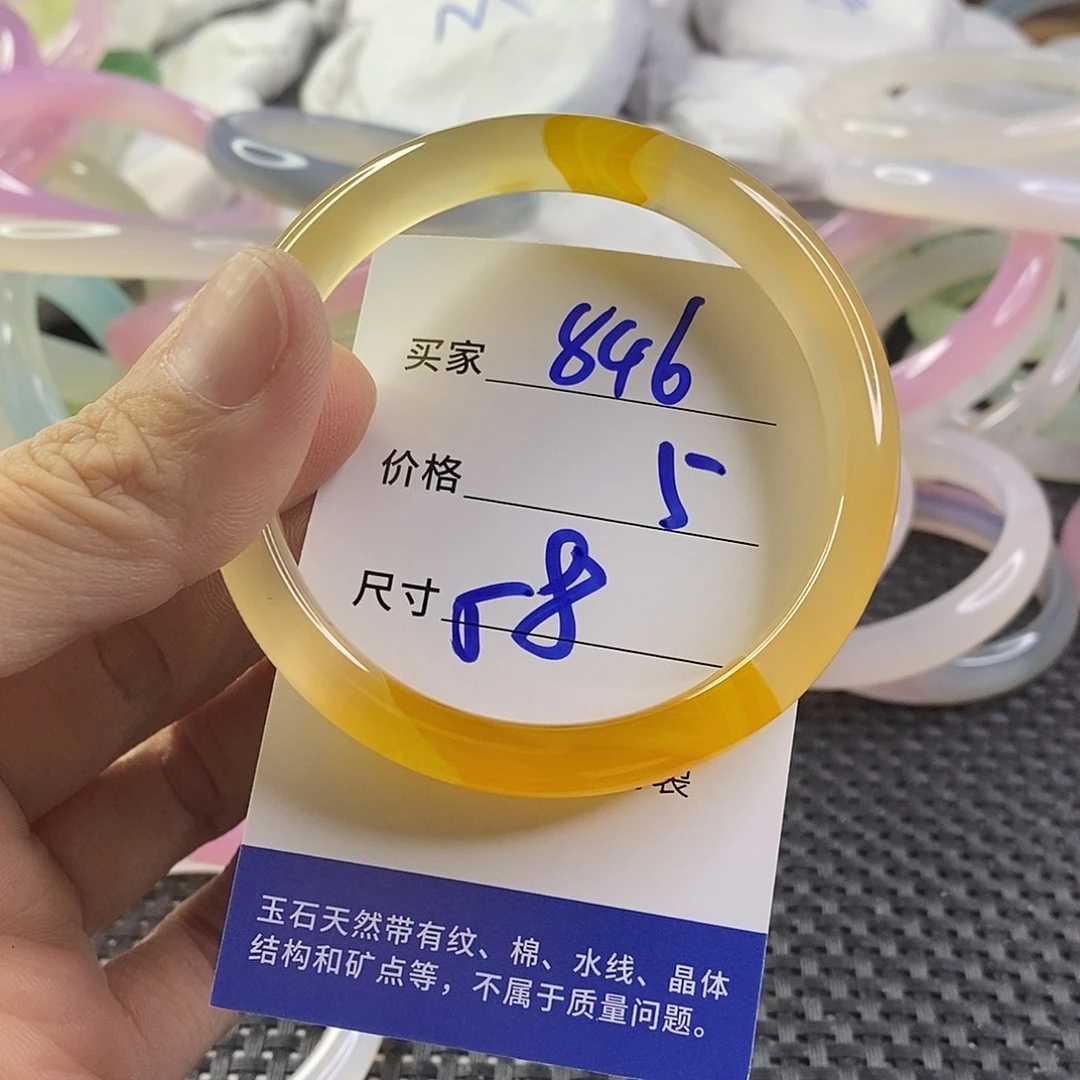 买家 846
价格 5
尺寸 58
装
玉石天然带有纹、棉、水线、晶体
结构和矿点等，不属于质量问题。